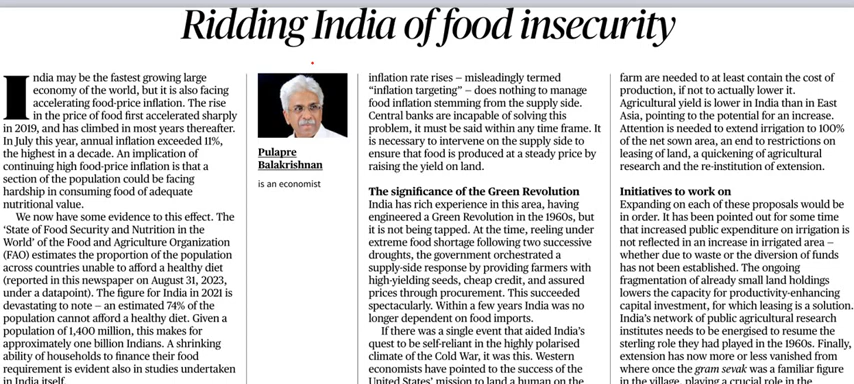 Ridding India of food insecurity
India may be the fastest growing large
economy of the world, but it is also facing
accelerating food-price inflation. The rise
in the price of food first accelerated sharply
in 2019, and has climbed in most years thereafter.
In July this year, annual inflation exceeded 11%,
the highest in a decade. An implication of
continuing high food-price inflation is that a
section of the population could be facing
hardship in consuming food of adequate
nutritional value.
We now have some evidence to this effect. The
‘State of Food Security and Nutrition in the
World’ of the Food and Agriculture Organization
(FAO) estimates the proportion of the population
across countries unable to afford a healthy diet
(reported in this newspaper on August 31, 2023,
under a datapoint). The figure for India in 2021 is
devastating to note — an estimated 74% of the
population cannot afford a healthy diet. Given a
population of 1,400 million, this makes for
approximately one billion Indians. A shrinking
ability of households to finance their food
requirement is evident also in studies undertaken
in India itself.
Pulapre
Balakrishnan
is an economist
inflation rate rises — misleadingly termed
“inflation targeting” — does nothing to manage
food inflation stemming from the supply side.
Central banks are incapable of solving this
problem, it must be said within any time frame. It
is necessary to intervene on the supply side to
ensure that food is produced at a steady price by
raising the yield on land.
The significance of the Green Revolution
India has rich experience in this area, having
engineered a Green Revolution in the 1960s, but
it is not being tapped. At the time, reeling under
extreme food shortage following two successive
droughts, the government orchestrated a
supply-side response by providing farmers with
high-yielding seeds, cheap credit, and assured
prices through procurement. This succeeded
spectacularly. Within a few years India was no
longer dependent on food imports.
If there was a single event that aided India’s
quest to be self-reliant in the highly polarised
climate of the Cold War, it was this. Western
economists have pointed to the success of the
United States’ mission to land a human on the
farm are needed to at least contain the cost of
production, if not to actually lower it.
Agricultural yield is lower in India than in East
Asia, pointing to the potential for an increase.
Attention is needed to extend irrigation to 100%
of the net sown area, an end to restrictions on
leasing of land, a quickening of agricultural
research and the re-institution of extension.
Initiatives to work on
Expanding on each of these proposals would be
in order. It has been pointed out for some time
that increased public expenditure on irrigation is
not reflected in an increase in irrigated area —
whether due to waste or the diversion of funds
has not been established. The ongoing
fragmentation of already small land holdings
lowers the capacity for productivity-enhancing
capital investment, for which leasing is a solution.
India’s network of public agricultural research
institutes needs to be energised to resume the
sterling role they had played in the 1960s. Finally,
extension has now more or less vanished from
where once the gram sevak was a familiar figure
in the village, playing a crucial role in the